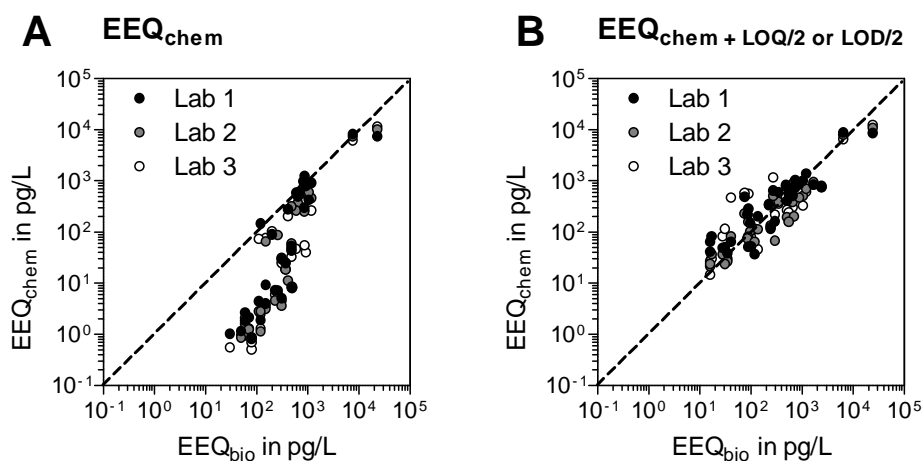 A EEQchem
10^5
10^4
10^3
10^2
10^1
10^0
10^-1
EEQchem in pg/L
Lab 1
Lab 2
Lab 3
10^-1 10^0 10^1 10^2 10^3 10^4 10^5
EEQbio in pg/L
B EEQchem + LOQ/2 or LOD/2
10^5
10^4
10^3
10^2
10^1
10^0
10^-1
EEQchem in pg/L
Lab 1
Lab 2
Lab 3
10^-1 10^0 10^1 10^2 10^3 10^4 10^5
EEQbio in pg/L